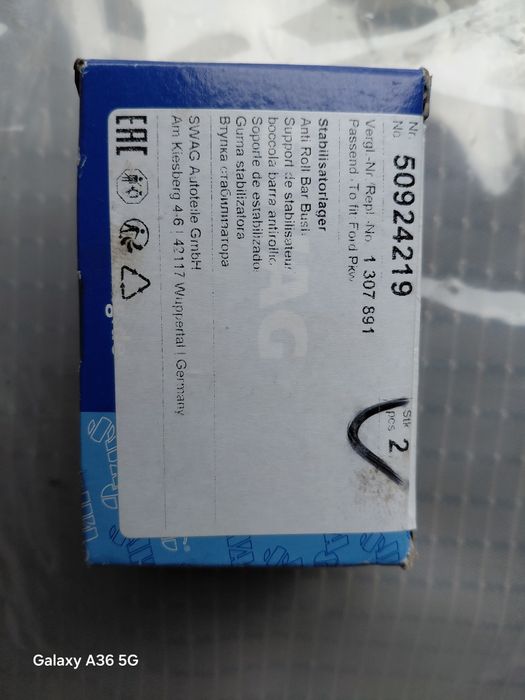 Nr.
No. 50924219
Stk
pcs 2
Vergl.-Nr./Repl.-No. 1 307 891
Passend - To fit Ford Pkw
Stabilisatorlager
Anti Roll Bar Bush
Support de stabilisateur
boccola barra antirollio
Soporte de estabilizador
Guma stabilizatora
Втулка стабилизатора
SWAG Autoteile GmbH
Am Kiesberg 4-6 | 42117 Wuppertal | Germany
EAC
SWAG
Galaxy A36 5G